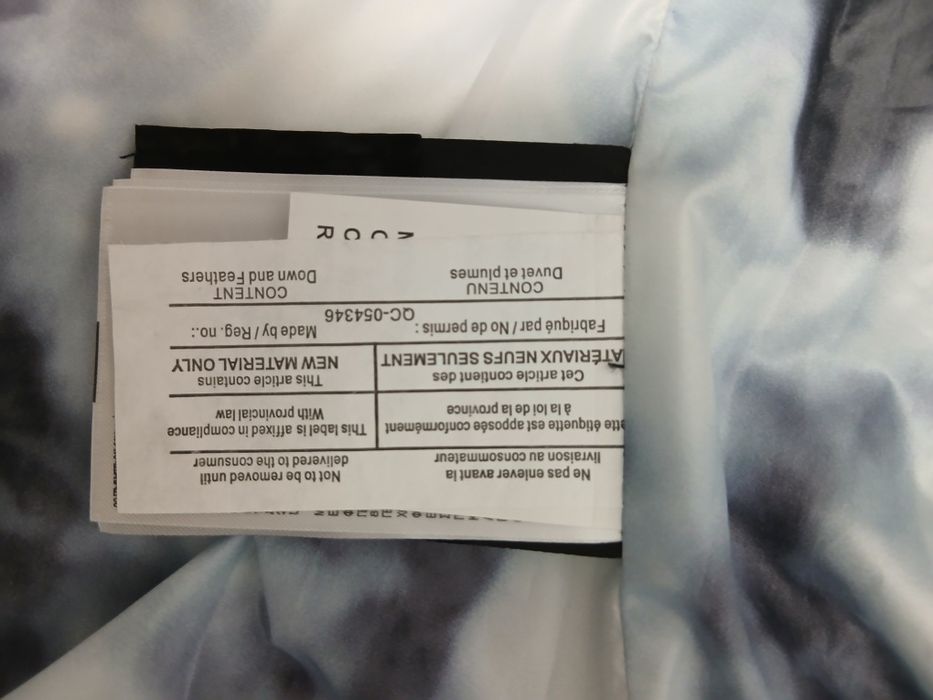 Ne pas enlever avant la
livraison au consommateur
Not to be removed until
delivered to the consumer
tte étiquette est apposée conformément
à la loi de la province
This label is affixed in compliance
With provincial law
Cet article contient des
ATÉRIAUX NEUFS SEULEMENT
This article contains
NEW MATERIAL ONLY
Fabriqué par / No de permis : Made by / Reg. no.:
QC-054346
CONTENU
Duvet et plumes
CONTENT
Down and Feathers